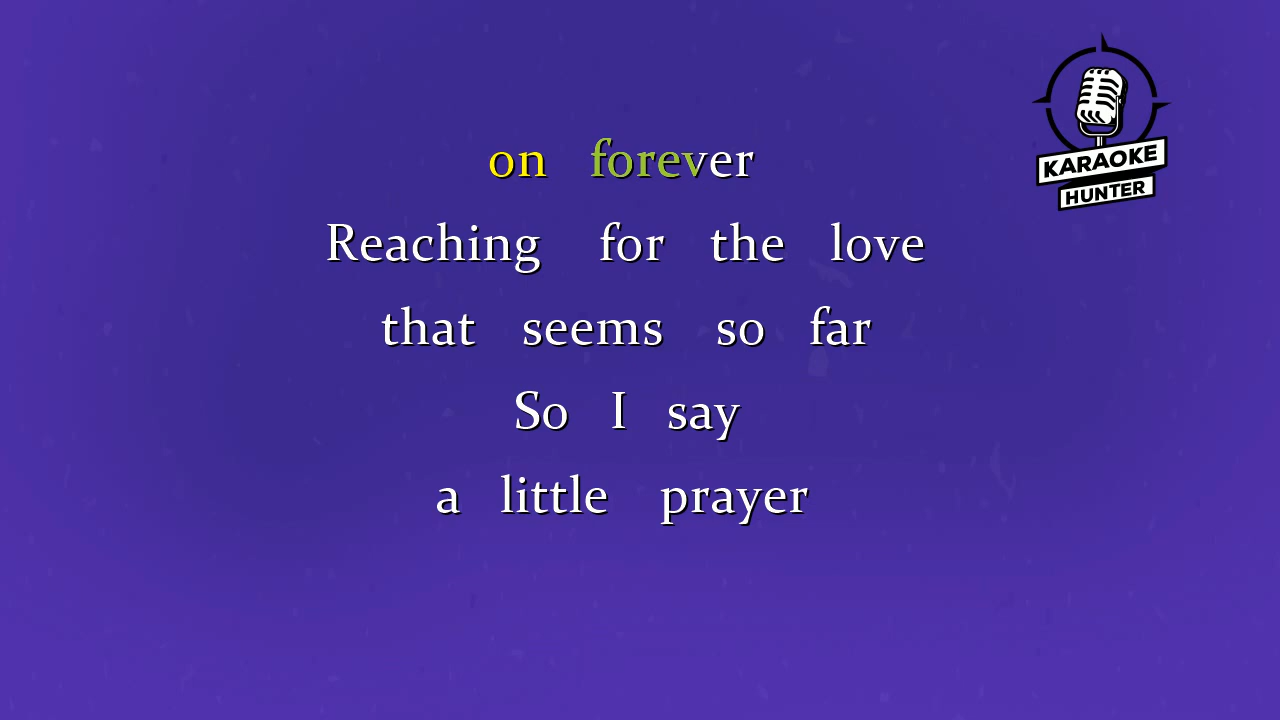 on forever
Reaching for the love
that seems so far
So I say
a little prayer
KARAOKE
HUNTER